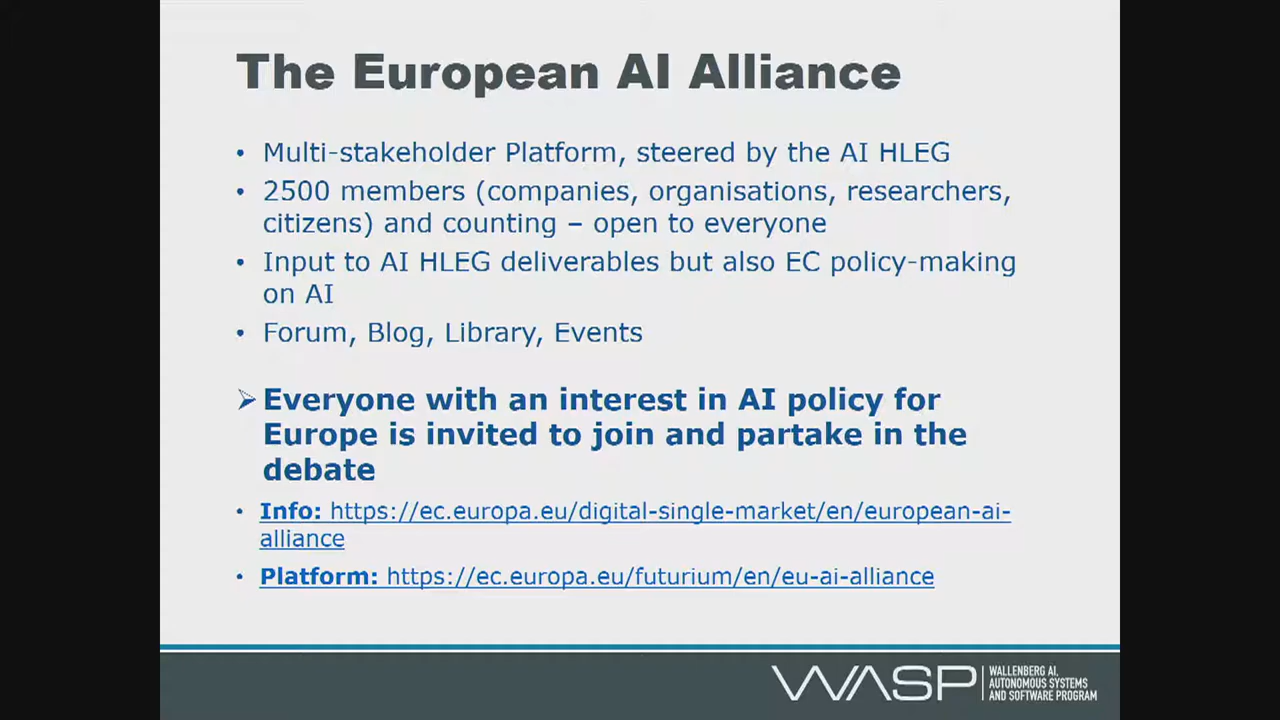 The European AI Alliance
• Multi-stakeholder Platform, steered by the AI HLEG
• 2500 members (companies, organisations, researchers,
citizens) and counting – open to everyone
• Input to AI HLEG deliverables but also EC policy-making
on AI
• Forum, Blog, Library, Events
➢ Everyone with an interest in AI policy for
Europe is invited to join and partake in the
debate
• Info: https://ec.europa.eu/digital-single-market/en/european-ai-
alliance
• Platform: https://ec.europa.eu/futurium/en/eu-ai-alliance
WASP
WALLENBERG AI,
AUTONOMOUS SYSTEMS
AND SOFTWARE PROGRAM